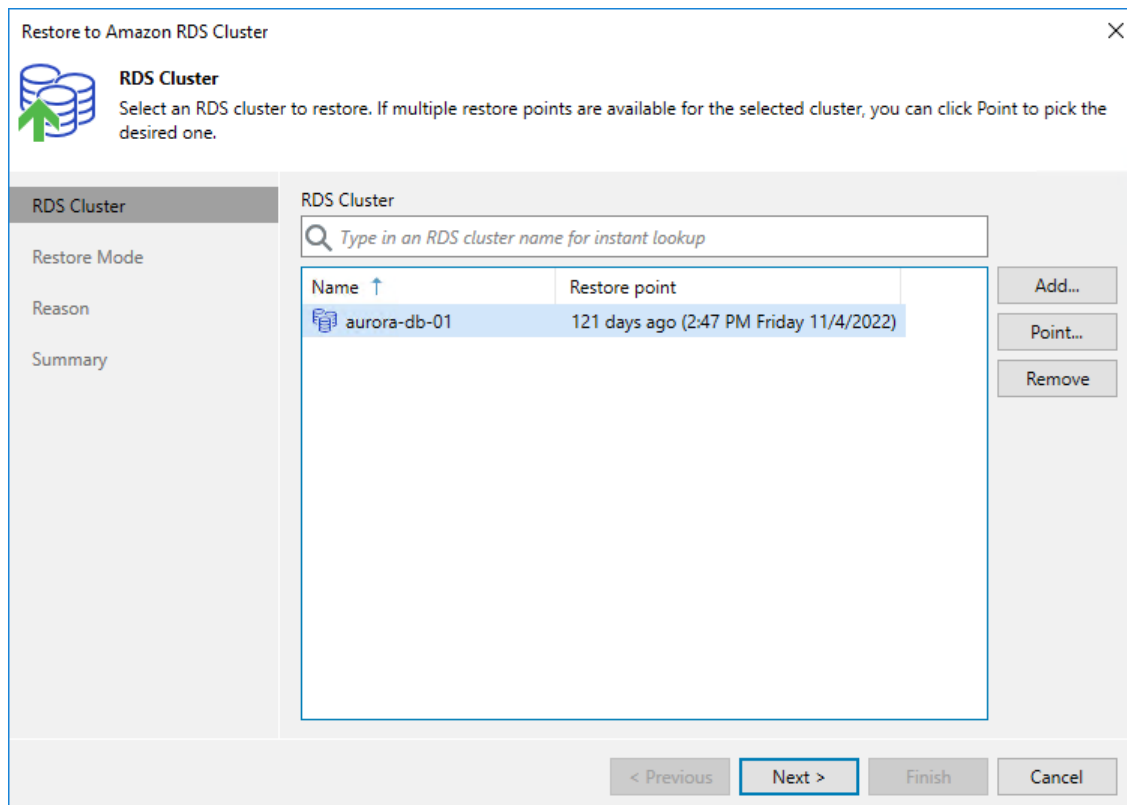 Restore to Amazon RDS Cluster
RDS Cluster
Select an RDS cluster to restore. If multiple restore points are available for the selected cluster, you can click Point to pick the
desired one.
RDS Cluster
Restore Mode
Reason
Summary
RDS Cluster
Type in an RDS cluster name for instant lookup
Name Restore point
aurora-db-01 121 days ago (2:47 PM Friday 11/4/2022)
Add...
Point...
Remove
< Previous Next > Finish Cancel